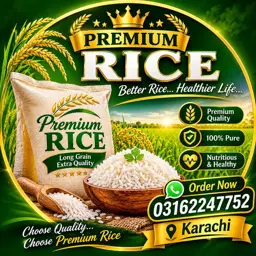 PREMIUM
RICE
Better Rice... Healthier Life...
Premium
RICE
Long Grain
Extra Quality
Premium
Quality
100% Pure
Nutritious
& Healthy
Order Now
03162247752
Karachi
Choose Quality...
Choose Premium Rice